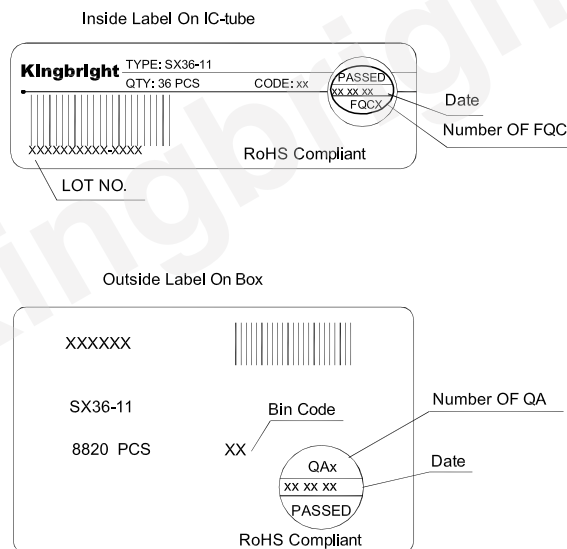 Inside Label On IC-tube
Kingbright
TYPE: SX36-11
QTY: 36 PCS CODE: xx
PASSED
xx xx xx
FQCX
Date
Number OF FQC
XXXXXXXXXX-XXXX
RoHS Compliant
LOT NO.
Outside Label On Box
XXXXXX
SX36-11
Bin Code
Number OF QA
8820 PCS
XX
QAx
Date
xx xx xx
PASSED
RoHS Compliant
Kingbright